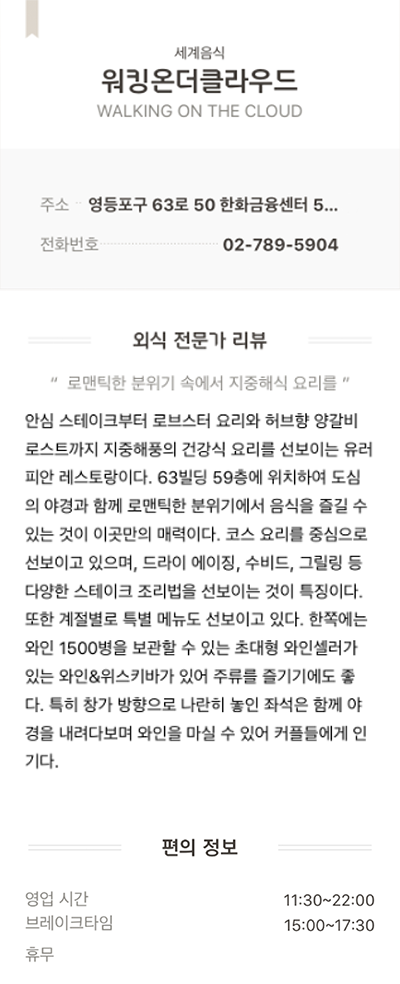 세계음식
워킹온더클라우드
WALKING ON THE CLOUD
주소 영등포구 63로 50 한화금융센터 5...
전화번호 02-789-5904
외식 전문가 리뷰
“ 로맨틱한 분위기 속에서 지중해식 요리를 ”
안심 스테이크부터 로브스터 요리와 허브향 양갈비
로스트까지 지중해풍의 건강식 요리를 선보이는 유러
피안 레스토랑이다. 63빌딩 59층에 위치하여 도심
의 야경과 함께 로맨틱한 분위기에서 음식을 즐길 수
있는 것이 이곳만의 매력이다. 코스 요리를 중심으로
선보이고 있으며, 드라이 에이징, 수비드, 그릴링 등
다양한 스테이크 조리법을 선보이는 것이 특징이다.
또한 계절별로 특별 메뉴도 선보이고 있다. 한쪽에는
와인 1500병을 보관할 수 있는 초대형 와인셀러가
있는 와인&위스키바가 있어 주류를 즐기기에도 좋
다. 특히 창가 방향으로 나란히 놓인 좌석은 함께 야
경을 내려다보며 와인을 마실 수 있어 커플들에게 인
기다.
편의 정보
영업 시간 11:30~22:00
브레이크타임 15:00~17:30
휴무